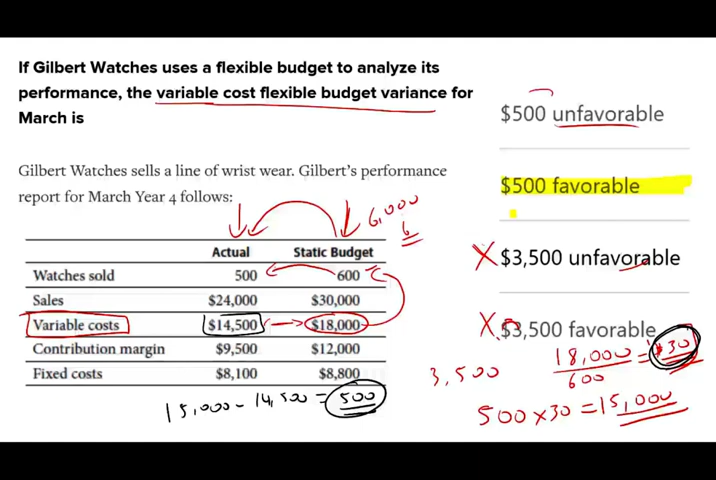 If Gilbert Watches uses a flexible budget to analyze its
performance, the variable cost flexible budget variance for
March is
Gilbert Watches sells a line of wrist wear. Gilbert's performance
report for March Year 4 follows:
6,000
6
Actual Static Budget
Watches sold 500 600
Sales $24,000 $30,000
Variable costs $14,500 $18,000
Contribution margin $9,500 $12,000
Fixed costs $8,100 $8,800
15,000 - 14,500 = 500
$500 unfavorable
$500 favorable
X $3,500 unfavorable
X $3,500 favorable
3,500
18,000 / 600 = $30
500 x 30 = 15,000